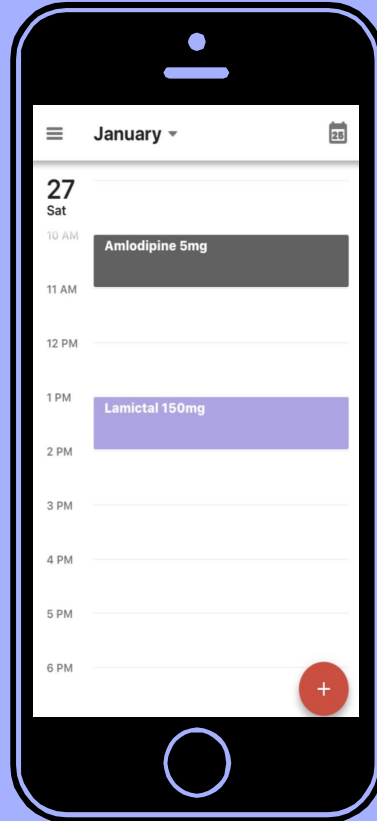 January
25
27
Sat
10 AM
Amlodipine 5mg
11 AM
12 PM
1 PM
Lamictal 150mg
2 PM
3 PM
4 PM
5 PM
6 PM
+